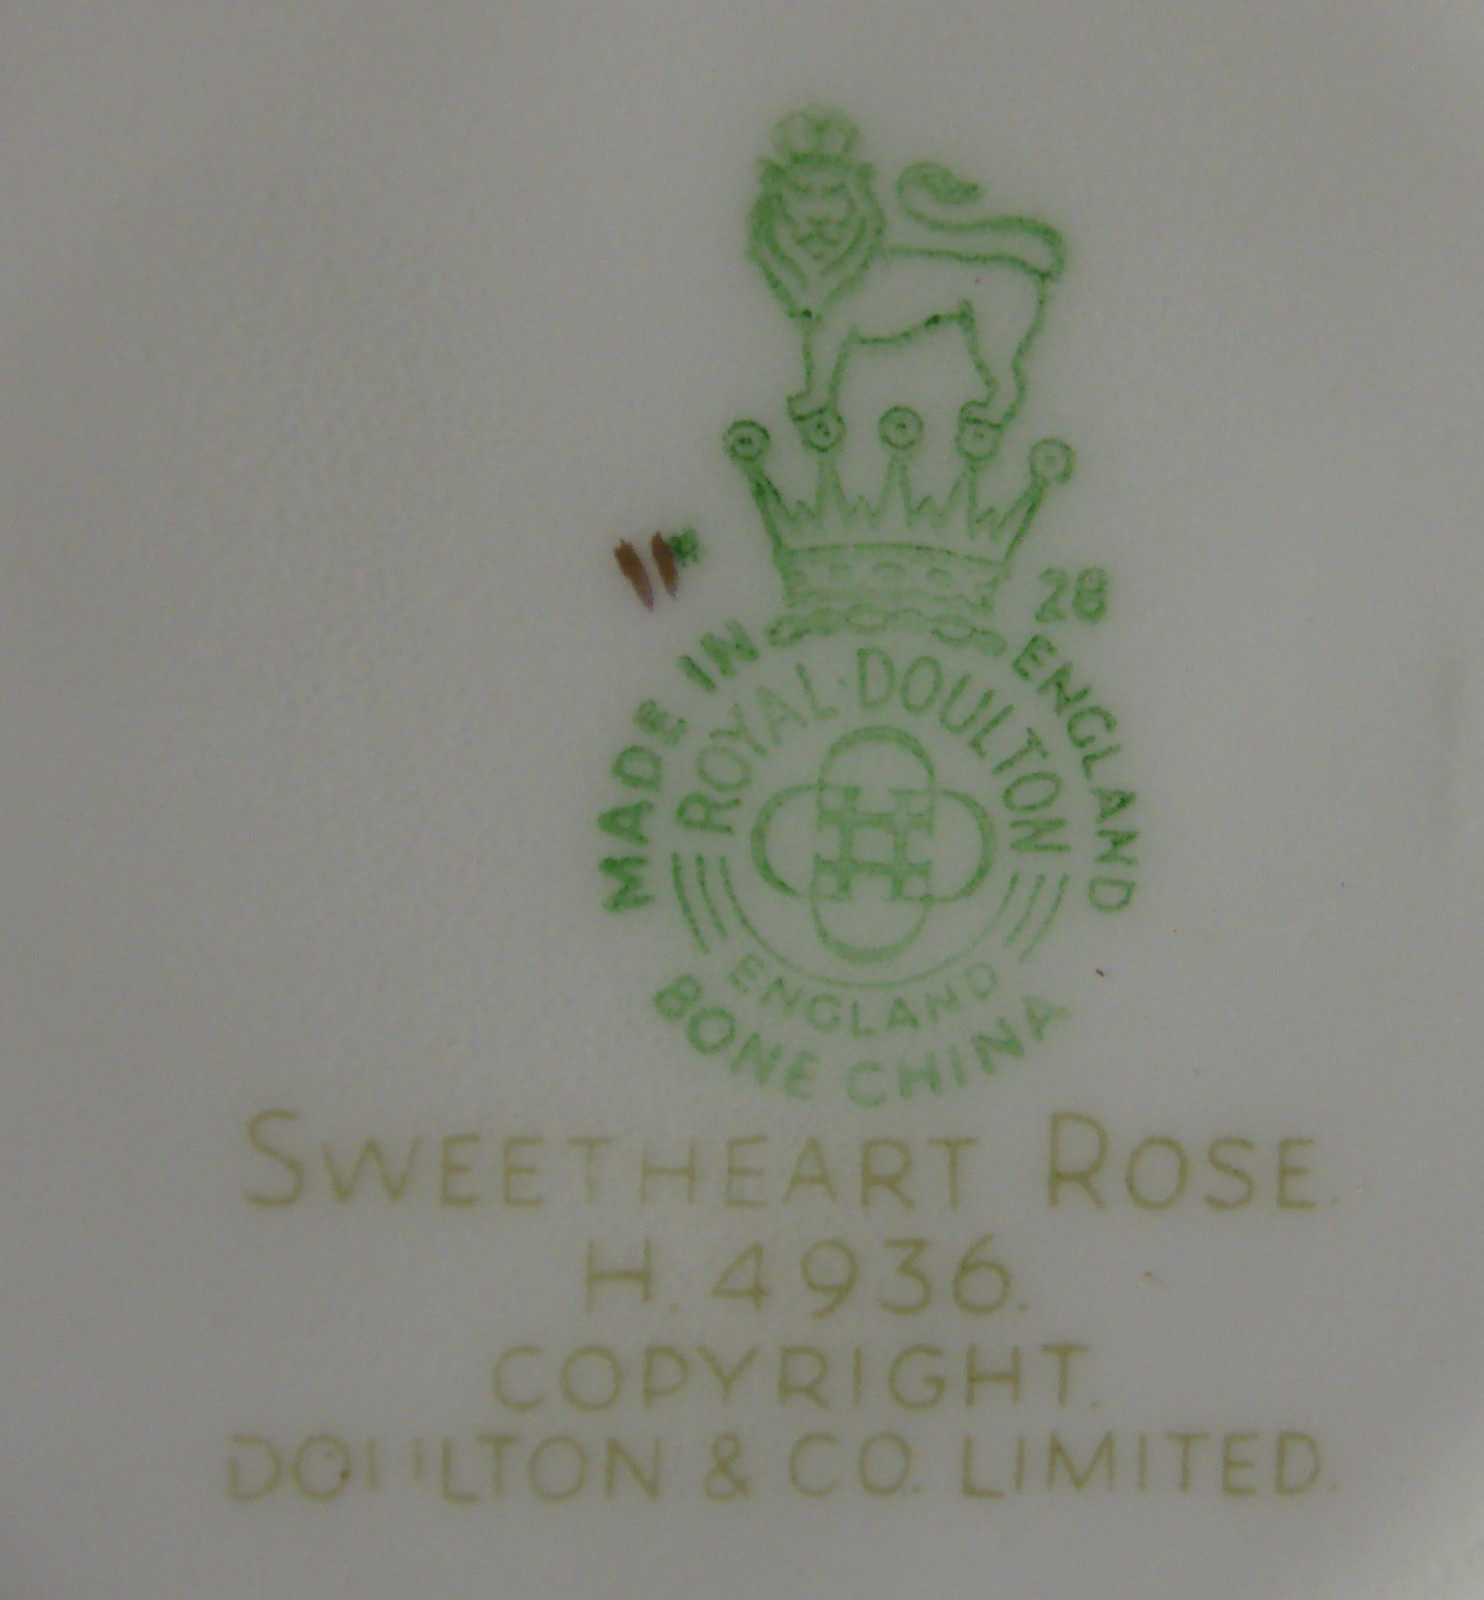 28
MADE IN ENGLAND
ROYAL·DOULTON
ENGLAND
BONE CHINA
SWEETHEART ROSE.
H. 4936.
COPYRIGHT.
DOULTON & CO. LIMITED.